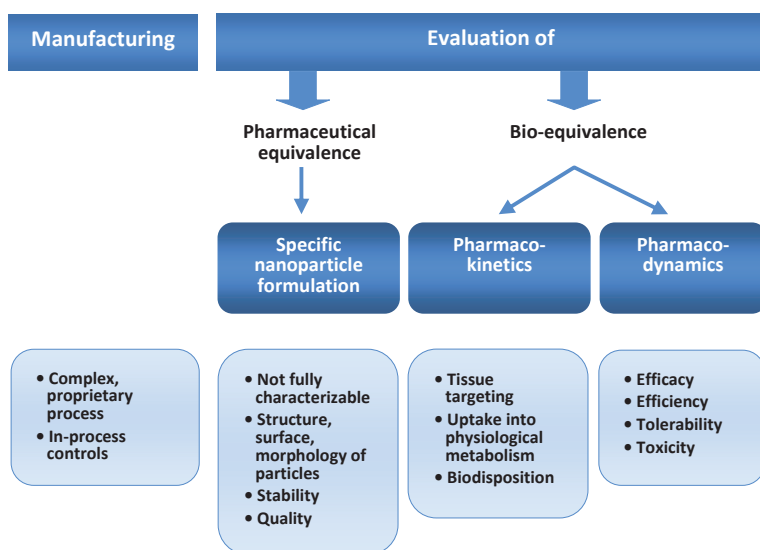 Manufacturing
Evaluation of
Pharmaceutical
equivalence
Bio-equivalence
Specific
nanoparticle
formulation
Pharmaco-
kinetics
Pharmaco-
dynamics
• Complex,
proprietary
process
• In-process
controls
• Not fully
characterizable
• Structure,
surface,
morphology of
particles
• Stability
• Quality
• Tissue
targeting
• Uptake into
physiological
metabolism
• Biodisposition
• Efficacy
• Efficiency
• Tolerability
• Toxicity